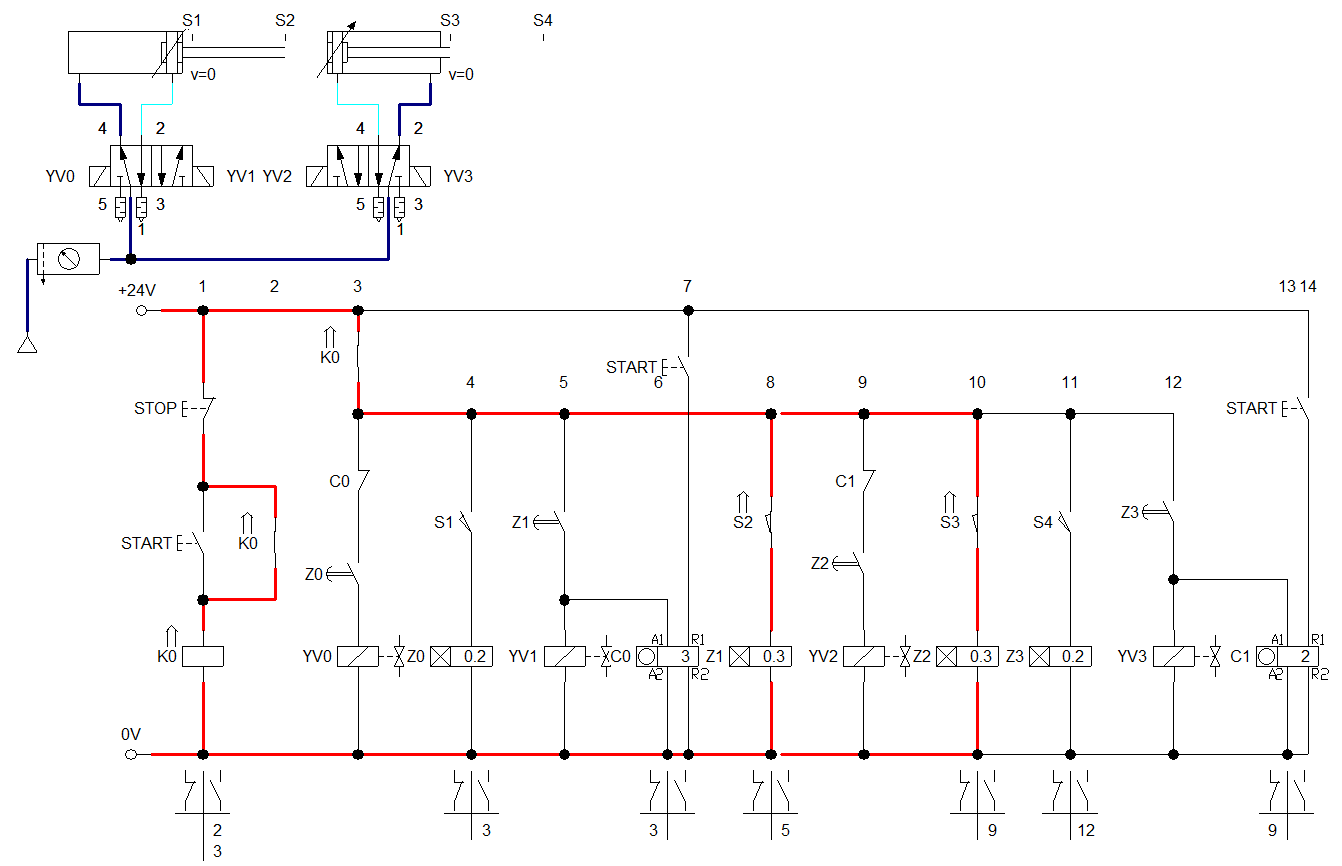 S1 S2 S3 S4
v=0 v=0
4 2 4 2
YV0 YV1 YV2 YV3
5 3 5 3
1 1
+24V 1 2 3 7 13 14
K0
START 6
4 5 8 9 10 11 12
STOP START
C0 C1
S1 Z1 S2 S3 S4 Z3
START K0
Z0 Z2
A1 R1 A1 R1
K0 YV0 Z0 0.2 YV1 C0 3 Z1 0.3 YV2 Z2 0.3 Z3 0.2 YV3 C1 2
A2 R2 A2 R2
0V
2 3 3 5 9 12 9
3